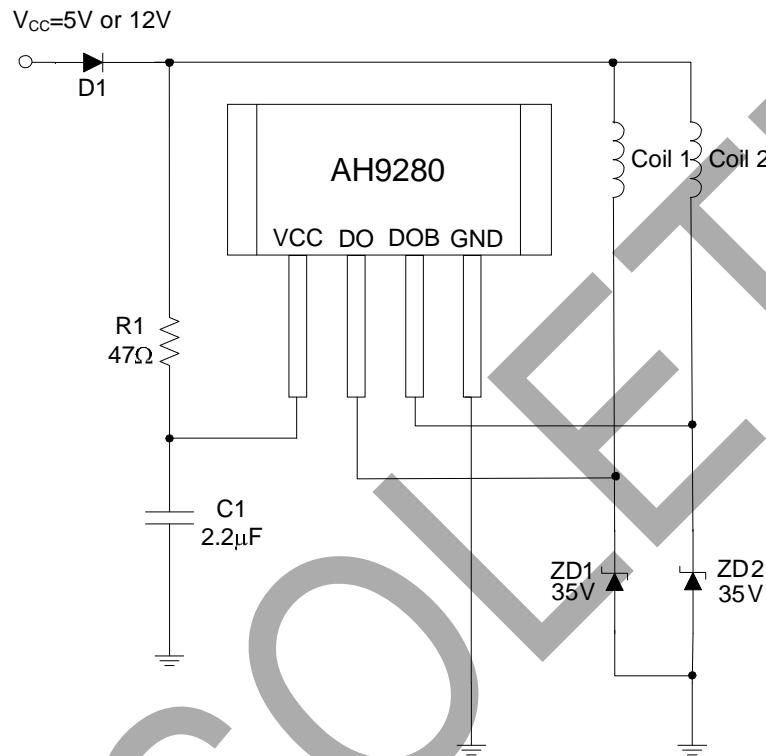 VCC=5V or 12V
D1
AH9280
Coil 1
Coil 2
VCC DO DOB GND
R1
47Ω
C1
2.2μF
ZD1
35V
ZD2
35V